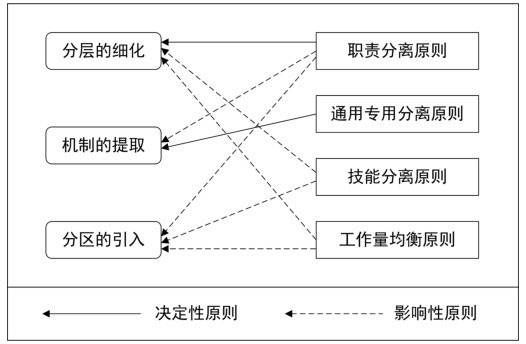 分层的细化
职责分离原则
通用专用分离原则
机制的提取
技能分离原则
分区的引入
工作量均衡原则
决定性原则
影响性原则